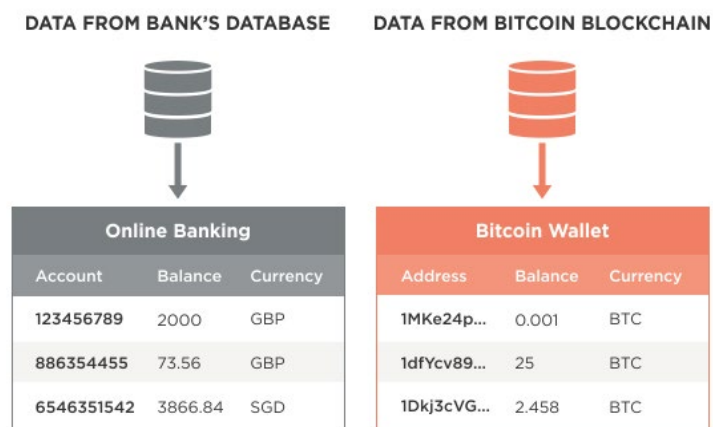 DATA FROM BANK'S DATABASE
Online Banking
Account Balance Currency
123456789 2000 GBP
886354455 73.56 GBP
6546351542 3866.84 SGD
DATA FROM BITCOIN BLOCKCHAIN
Bitcoin Wallet
Address Balance Currency
1MKe24p... 0.001 BTC
1dfYcv89... 25 BTC
1Dkj3cVG... 2.458 BTC